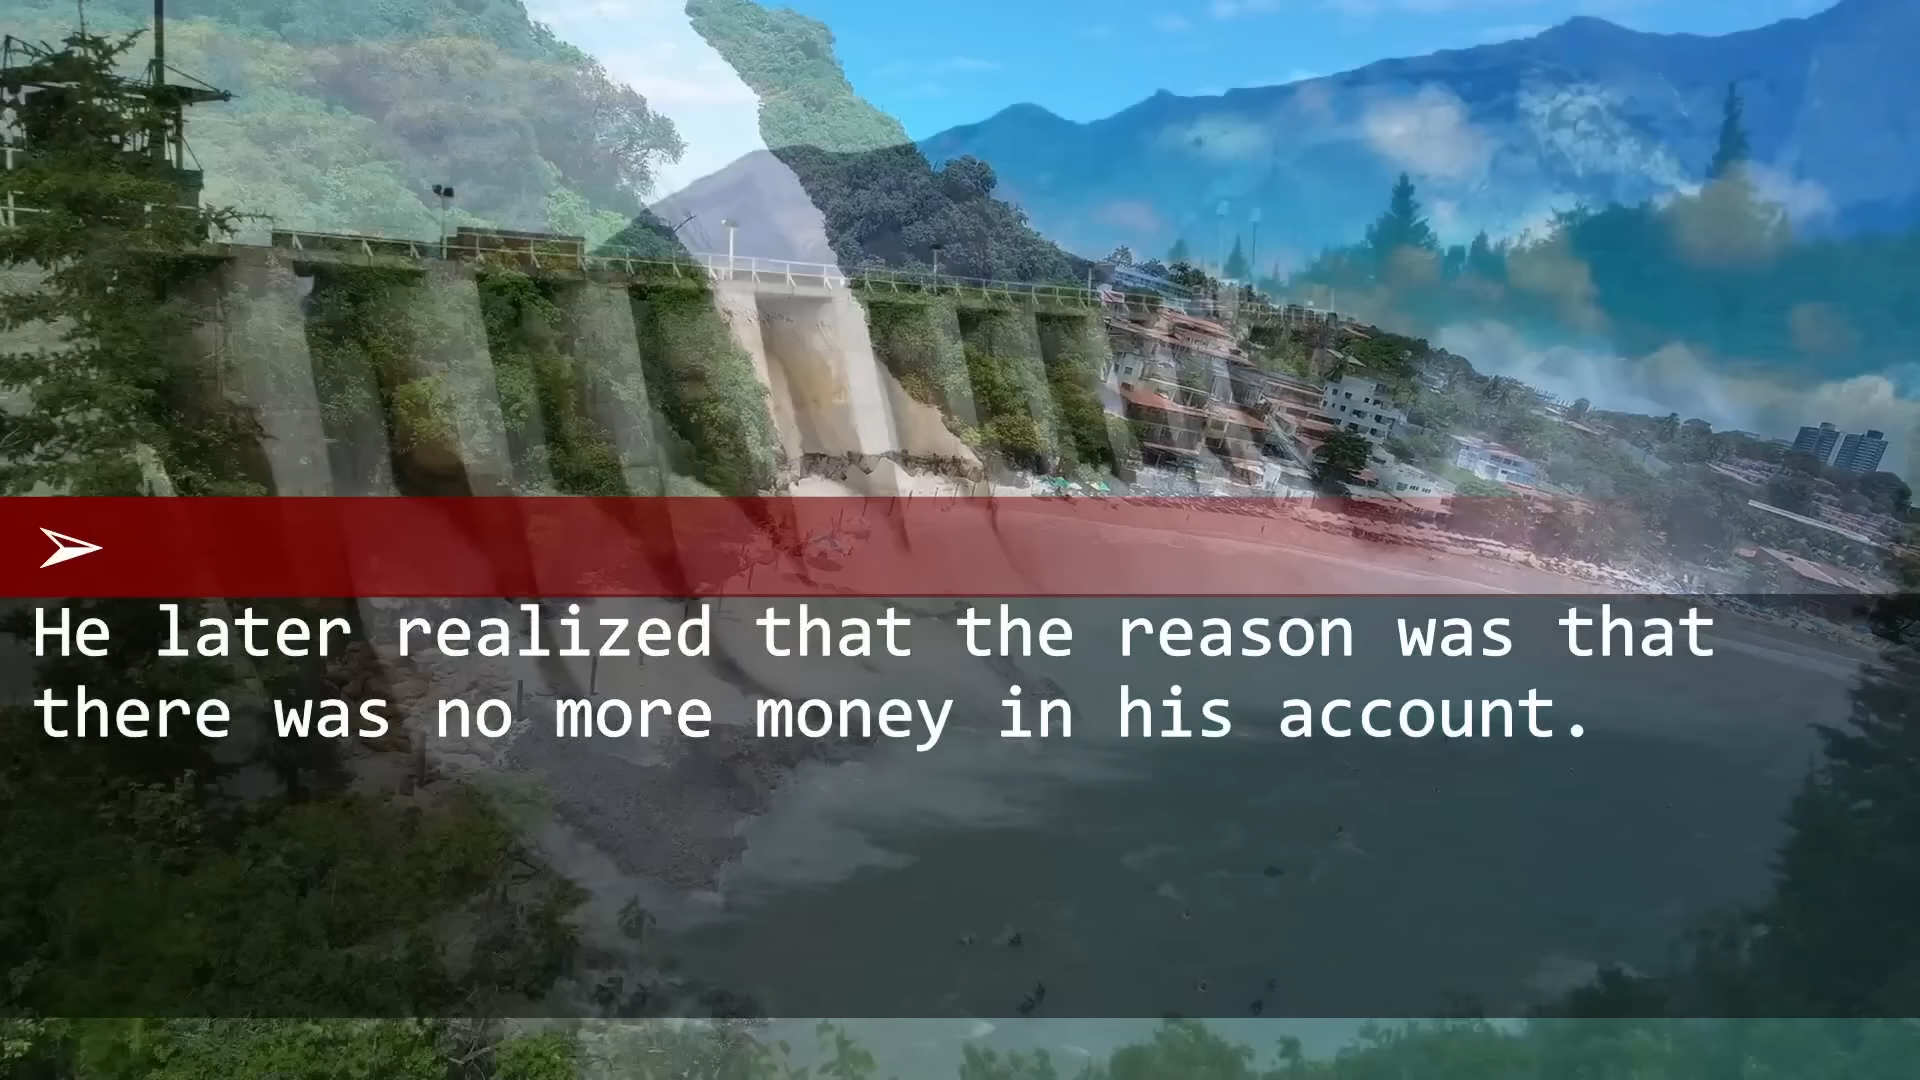 ➢
He later realized that the reason was that
there was no more money in his account.